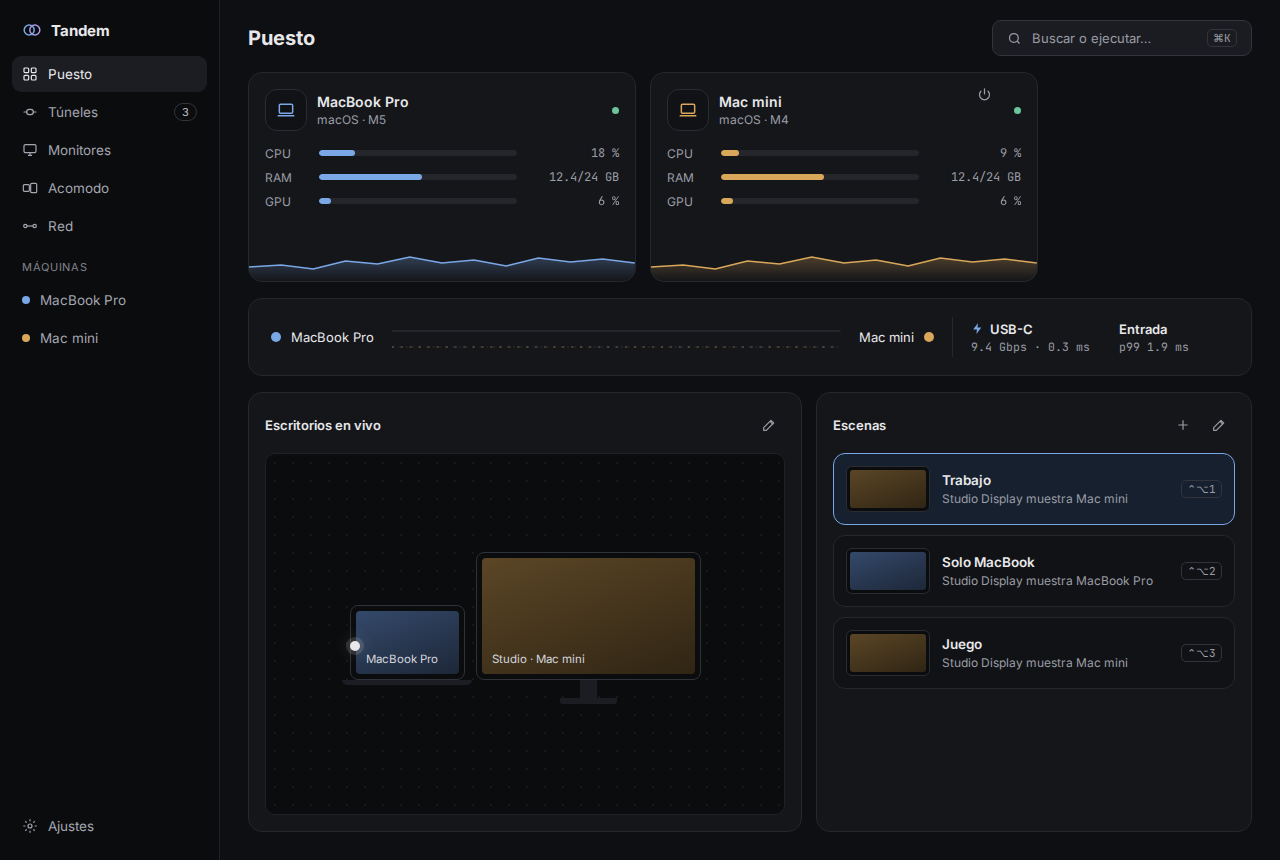 Tandem
Puesto
Túneles
3
Monitores
Acomodo
Red
MÁQUINAS
MacBook Pro
Mac mini
Ajustes
Puesto
Buscar o ejecutar...
⌘K
MacBook Pro
macOS · M5
CPU
18 %
RAM
12.4/24 GB
GPU
6 %
Mac mini
macOS · M4
CPU
9 %
RAM
12.4/24 GB
GPU
6 %
MacBook Pro
Mac mini
USB-C
9.4 Gbps · 0.3 ms
Entrada
p99 1.9 ms
Escritorios en vivo
MacBook Pro
Studio · Mac mini
Escenas
Trabajo
Studio Display muestra Mac mini
⌃⌥1
Solo MacBook
Studio Display muestra MacBook Pro
⌃⌥2
Juego
Studio Display muestra Mac mini
⌃⌥3